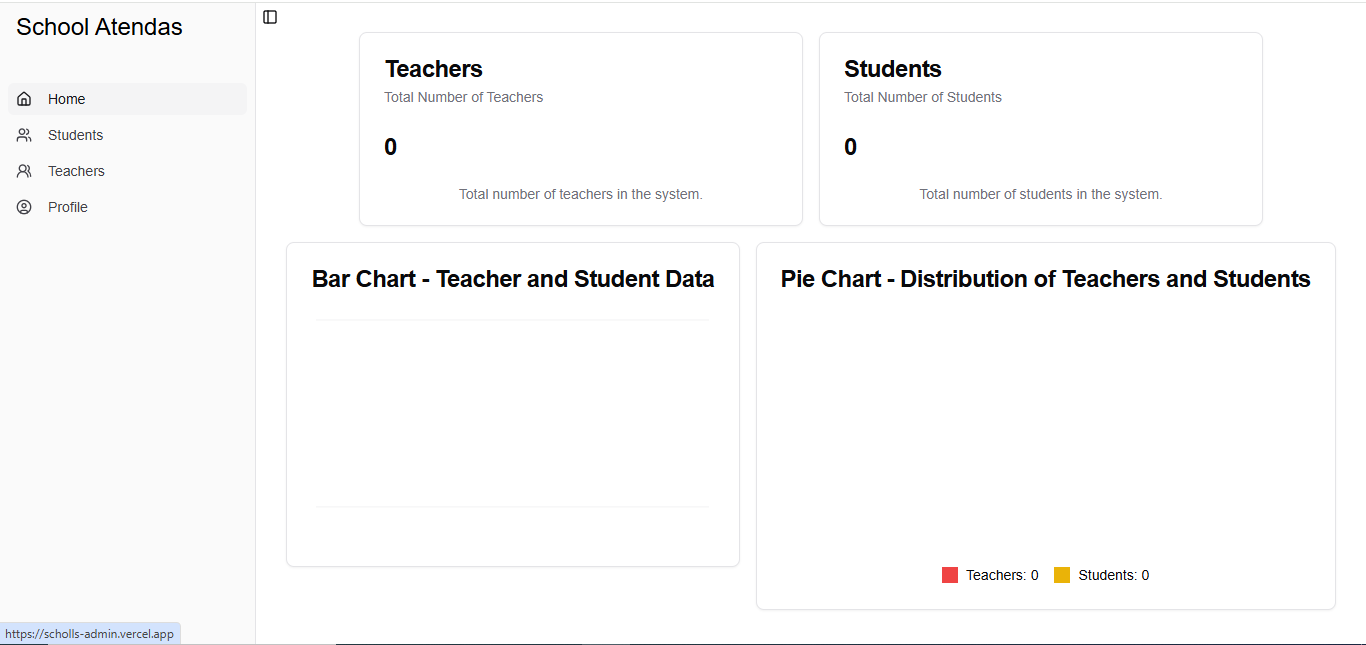 School Atendas
Home
Students
Teachers
Profile
Teachers
Total Number of Teachers
0
Total number of teachers in the system.
Students
Total Number of Students
0
Total number of students in the system.
Bar Chart - Teacher and Student Data
Pie Chart - Distribution of Teachers and Students
Teachers: 0
Students: 0
https://scholls-admin.vercel.app